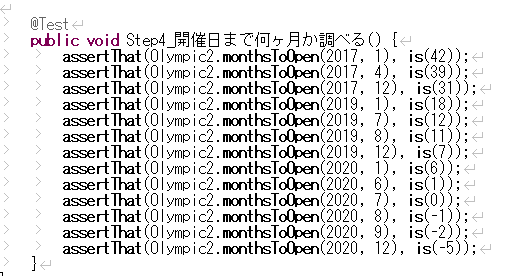 @Test
public void Step4_開催日まで何ヶ月か調べる() {
assertThat(Olympic2.monthsToOpen(2017, 1), is(42));
assertThat(Olympic2.monthsToOpen(2017, 4), is(39));
assertThat(Olympic2.monthsToOpen(2017, 12), is(31));
assertThat(Olympic2.monthsToOpen(2019, 1), is(18));
assertThat(Olympic2.monthsToOpen(2019, 7), is(12));
assertThat(Olympic2.monthsToOpen(2019, 8), is(11));
assertThat(Olympic2.monthsToOpen(2019, 12), is(7));
assertThat(Olympic2.monthsToOpen(2020, 1), is(6));
assertThat(Olympic2.monthsToOpen(2020, 6), is(1));
assertThat(Olympic2.monthsToOpen(2020, 7), is(0));
assertThat(Olympic2.monthsToOpen(2020, 8), is(-1));
assertThat(Olympic2.monthsToOpen(2020, 9), is(-2));
assertThat(Olympic2.monthsToOpen(2020, 12), is(-5));
}